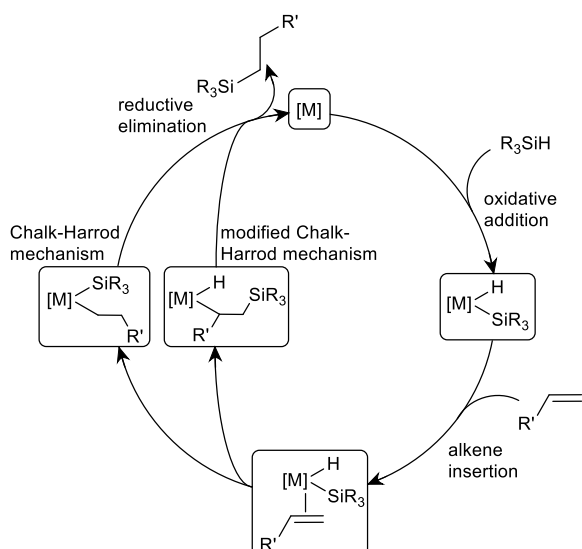 R'
R₃Si
reductive
elimination
[M]
R₃SiH
oxidative
addition
Chalk-Harrod
mechanism
modified Chalk-
Harrod mechanism
SiR₃
[M]
R'
H
[M]
SiR₃
R'
H
[M]
SiR₃
R'
alkene
insertion
H
[M]
SiR₃
R'